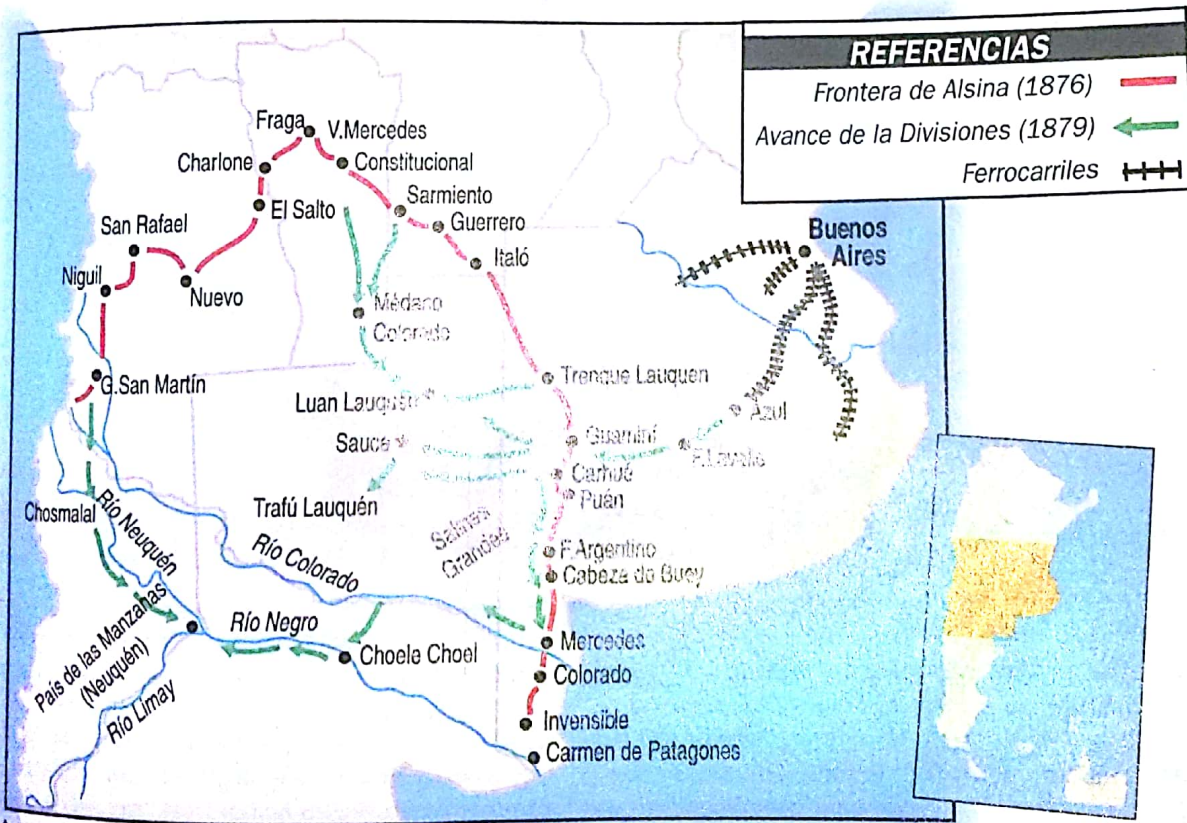 REFERENCIAS
Frontera de Alsina (1876)
Avance de la Divisiones (1879)
Ferrocarriles
Fraga
V.Mercedes
Charlone
Constitucional
Sarmiento
El Salto
Guerrero
San Rafael
Italó
Buenos
Aires
Niguil
Nuevo
Médano
Colorado
G.San Martín
Trenque Lauquen
Luan Lauquén
Azul
Sauce
Guaminí
F.Lavalle
Carhué
Puán
Trafú Lauquén
Salinas
Grandes
Chosmalal
Río Neuquén
Río Colorado
F.Argentino
Cabeza de Buey
País de las Manzanas
(Neuquén)
Río Negro
Mercedes
Choele Choel
Colorado
Río Limay
Invensible
Carmen de Patagones